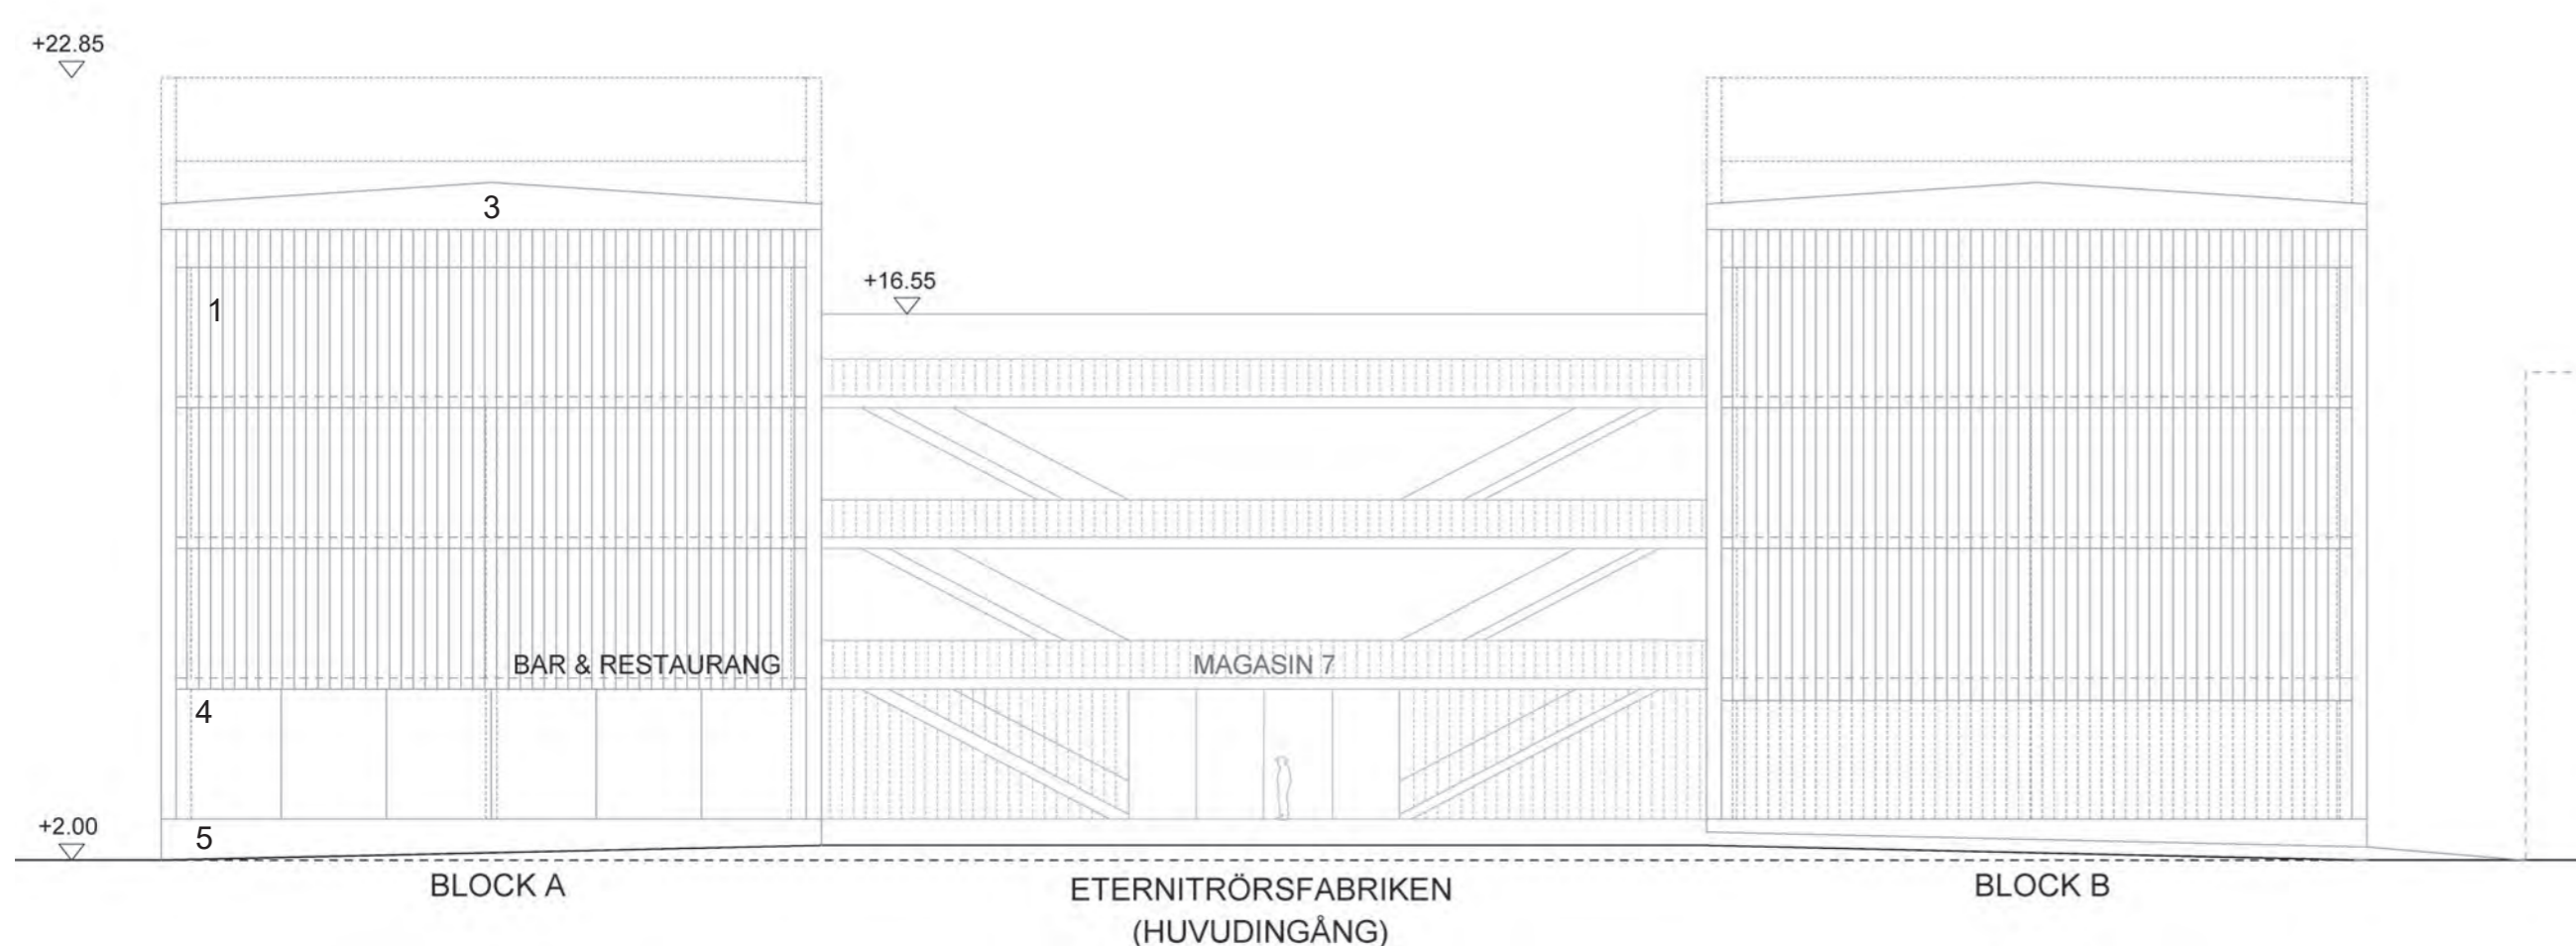 +22.85
3
+16.55
1
BAR & RESTAURANG
MAGASIN 7
4
+2.00
5
BLOCK A
ETERNITRÖRSFABRIKEN
(HUVUDINGÅNG)
BLOCK B